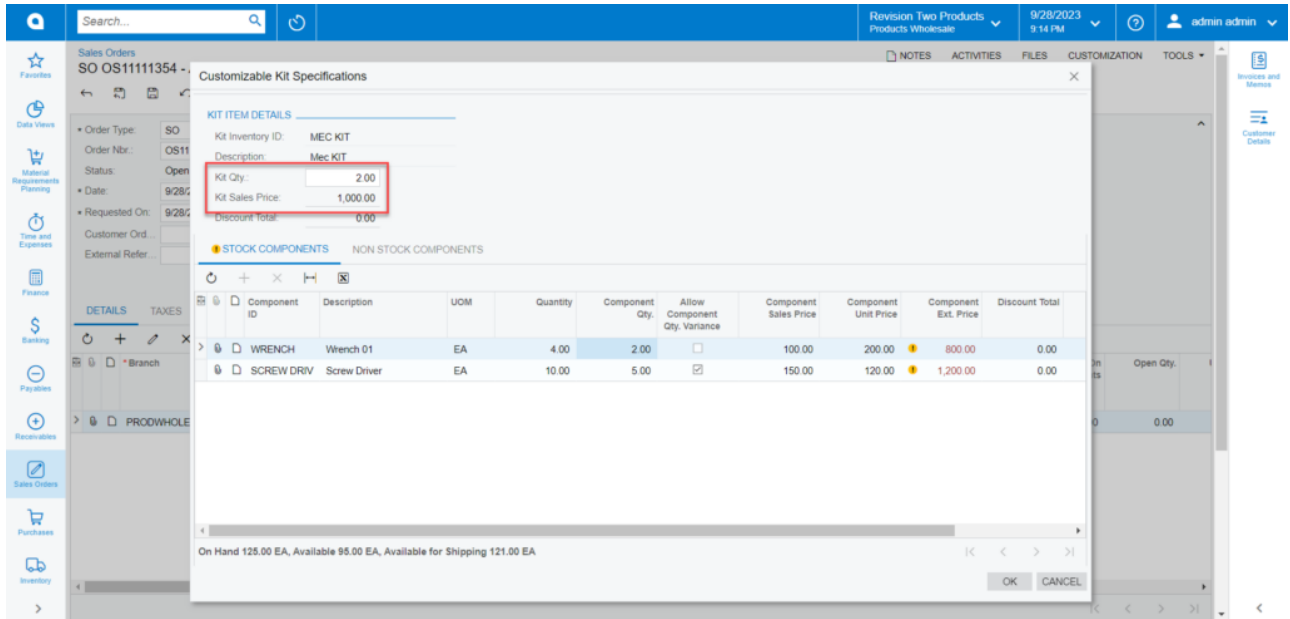 Search...
Revision Two Products
Products Wholesale
9/28/2023
9:14 PM
admin admin
Favorites
Data Views
Material
Requirements
Planning
Time and
Expenses
Finance
Banking
Payables
Receivables
Sales Orders
Purchases
Inventory
Sales Orders
SO OS11111354 -
NOTES ACTIVITIES FILES CUSTOMIZATION TOOLS
Invoices and
Memos
Customer
Details
Order Type: SO
Order Nbr.: OS11
Status: Open
Date: 9/28/2
Requested On: 9/28/2
Customer Ord...
External Refer...
DETAILS TAXES
Branch
PRODWHOLE
Open Qty.
0.00
Customizable Kit Specifications
KIT ITEM DETAILS
Kit Inventory ID: MEC KIT
Description: Mec KIT
Kit Qty.: 2.00
Kit Sales Price: 1,000.00
Discount Total: 0.00
STOCK COMPONENTS NON STOCK COMPONENTS
Component ID Description UOM Quantity Component Qty. Allow Component Qty. Variance Component Sales Price Component Unit Price Component Ext. Price Discount Total
WRENCH Wrench 01 EA 4.00 2.00 100.00 200.00 800.00 0.00
SCREW DRIV Screw Driver EA 10.00 5.00 150.00 120.00 1,200.00 0.00
On Hand 125.00 EA, Available 95.00 EA, Available for Shipping 121.00 EA
OK CANCEL